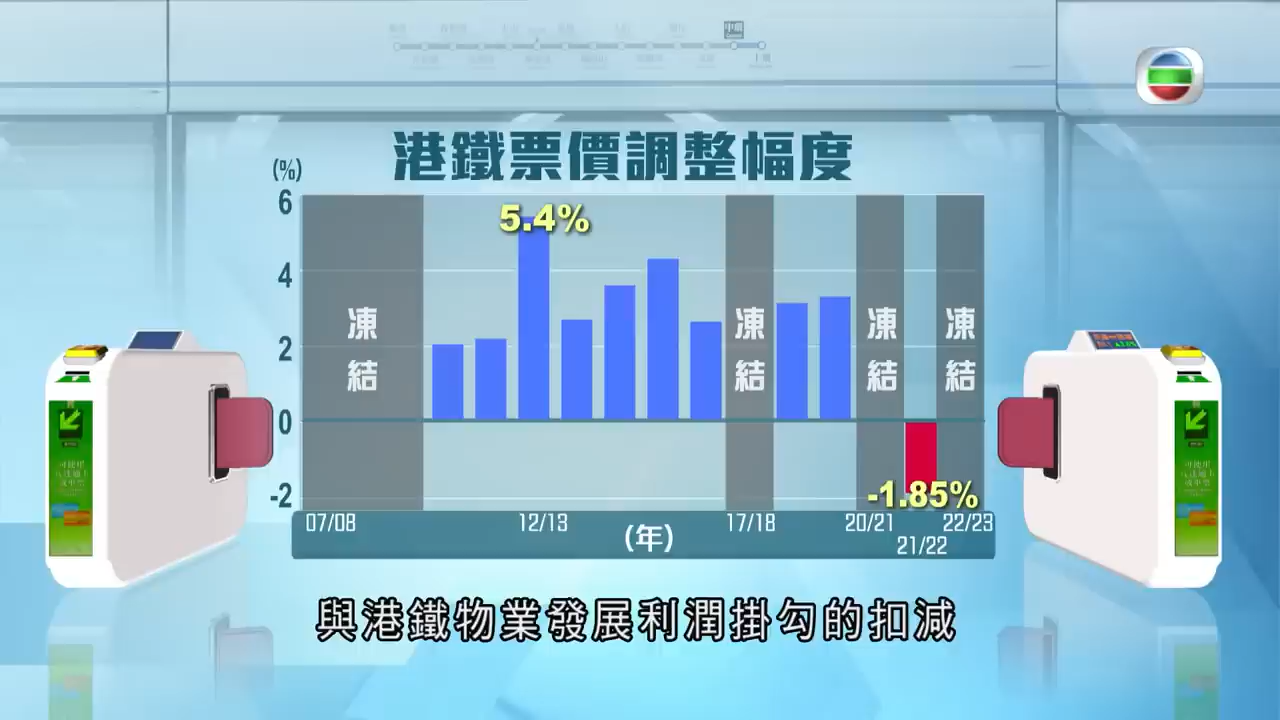 中環
港鐵票價調整幅度
(%)
6
4
2
0
-2
5.4%
-1.85%
凍結
凍結
凍結
凍結
07/08
12/13
17/18
20/21
21/22
22/23
(年)
與港鐵物業發展利潤掛勾的扣減